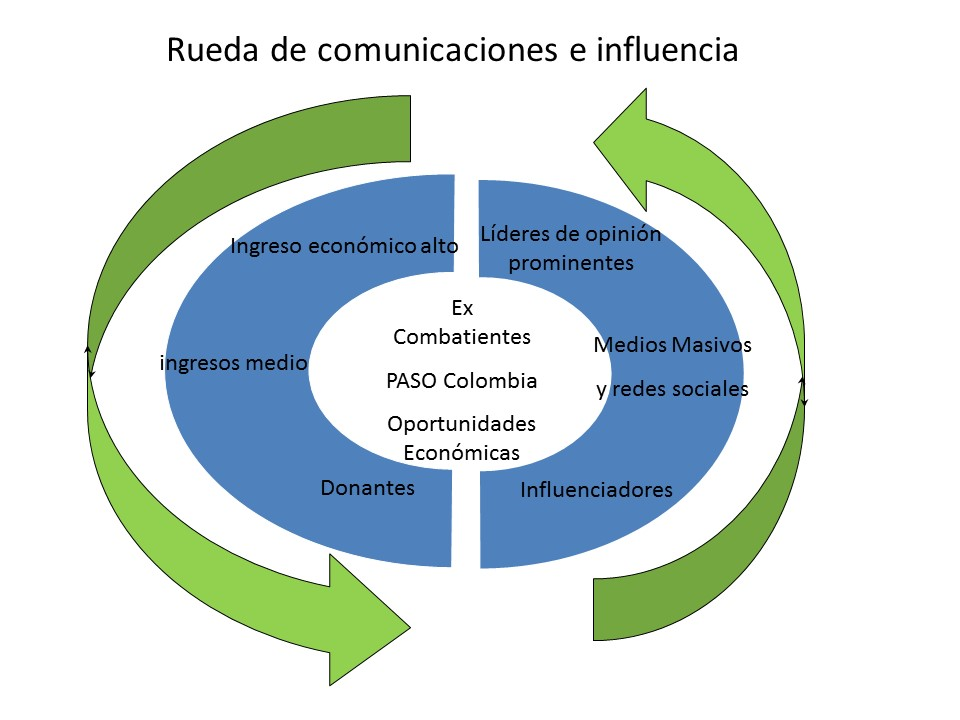 Rueda de comunicaciones e influencia
Ingreso económico alto
ingresos medio
Donantes
Ex
Combatientes
PASO Colombia
Oportunidades
Económicas
Líderes de opinión
prominentes
Medios Masivos
y redes sociales
Influenciadores